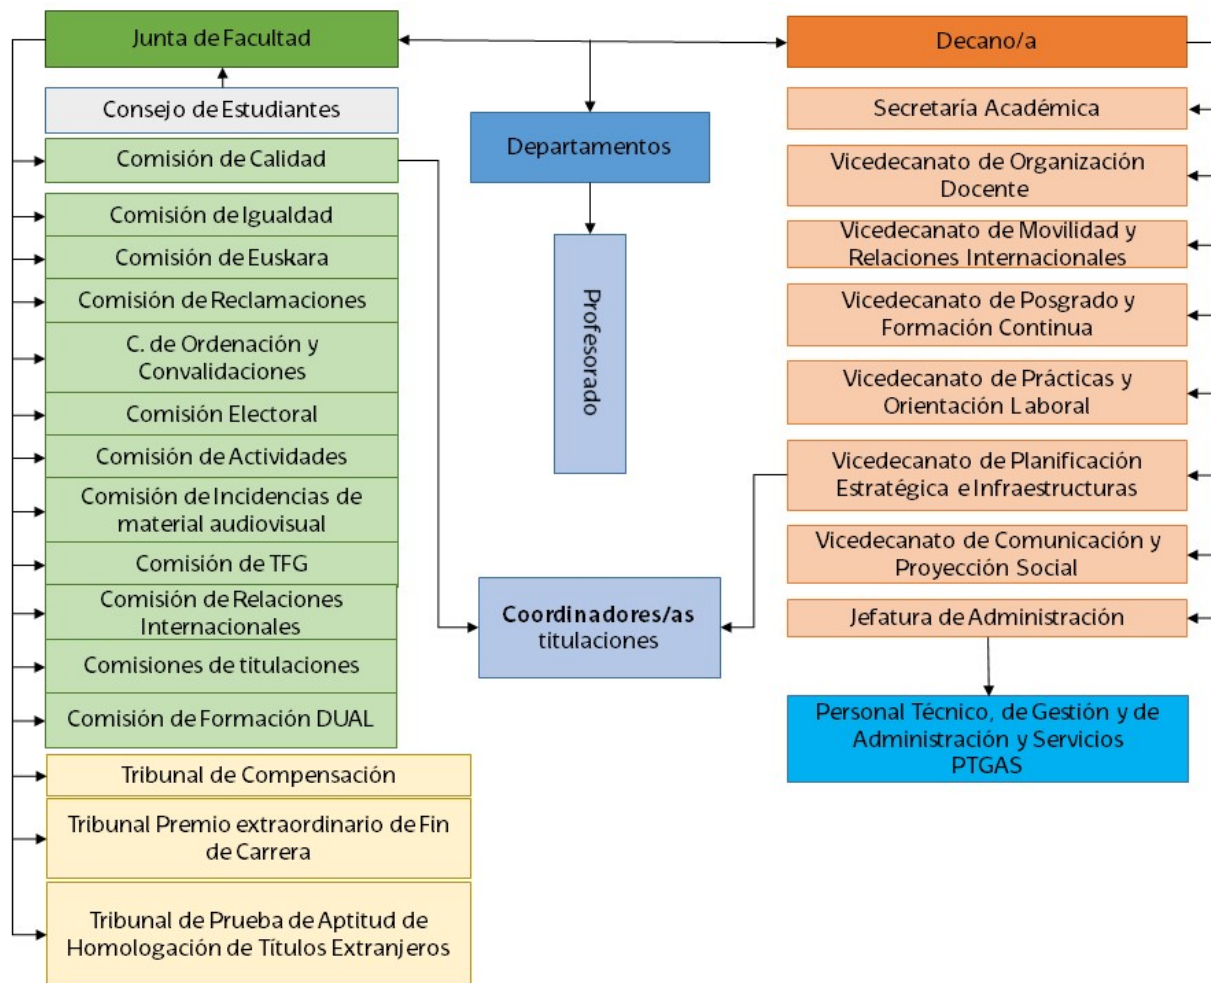 Junta de Facultad
Consejo de Estudiantes
Comisión de Calidad
Comisión de Igualdad
Comisión de Euskara
Comisión de Reclamaciones
C. de Ordenación y
Convalidaciones
Comisión Electoral
Comisión de Actividades
Comisión de Incidencias de
material audiovisual
Comisión de TFG
Comisión de Relaciones
Internacionales
Comisiones de titulaciones
Comisión de Formación DUAL
Tribunal de Compensación
Tribunal Premio extraordinario de Fin
de Carrera
Tribunal de Prueba de Aptitud de
Homologación de Títulos Extranjeros
Departamentos
Profesorado
Coordinadores/as
titulaciones
Decano/a
Secretaría Académica
Vicedecanato de Organización
Docente
Vicedecanato de Movilidad y
Relaciones Internacionales
Vicedecanato de Posgrado y
Formación Continua
Vicedecanato de Prácticas y
Orientación Laboral
Vicedecanato de Planificación
Estratégica e Infraestructuras
Vicedecanato de Comunicación y
Proyección Social
Jefatura de Administración
Personal Técnico, de Gestión y de
Administración y Servicios
PTGAS